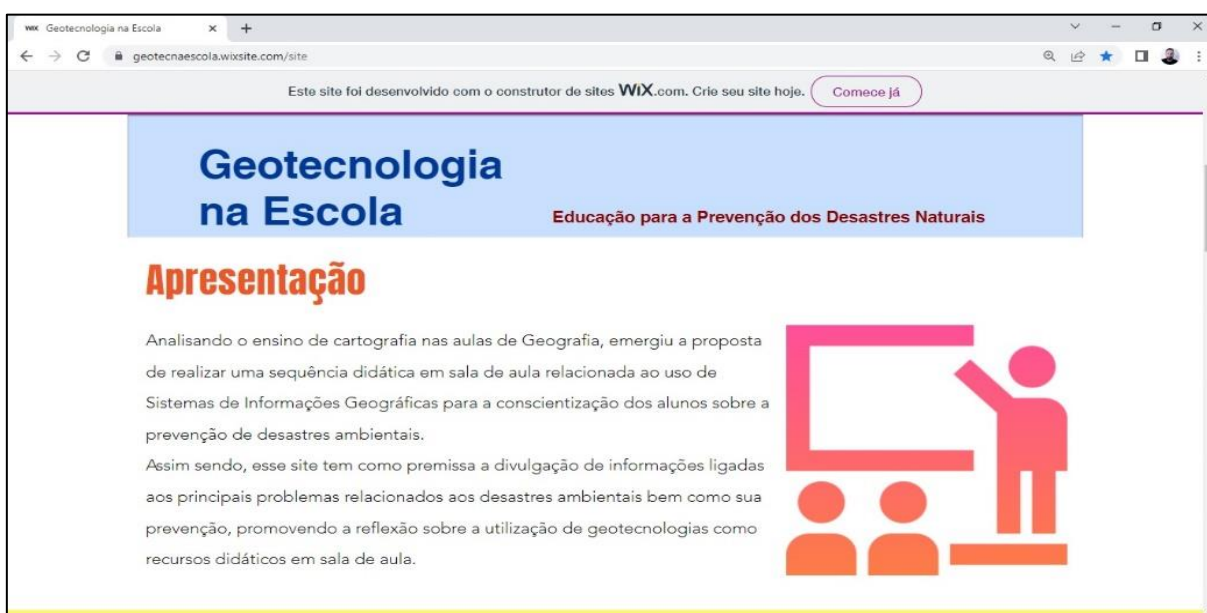 WiX Geotecnologia na Escola
geotecnaescola.wixsite.com/site
Este site foi desenvolvido com o construtor de sites WiX.com. Crie seu site hoje. Comece já
Geotecnologia
na Escola
Educação para a Prevenção dos Desastres Naturais
Apresentação
Analisando o ensino de cartografia nas aulas de Geografia, emergiu a proposta
de realizar uma sequência didática em sala de aula relacionada ao uso de
Sistemas de Informações Geográficas para a conscientização dos alunos sobre a
prevenção de desastres ambientais.
Assim sendo, esse site tem como premissa a divulgação de informações ligadas
aos principais problemas relacionados aos desastres ambientais bem como sua
prevenção, promovendo a reflexão sobre a utilização de geotecnologias como
recursos didáticos em sala de aula.